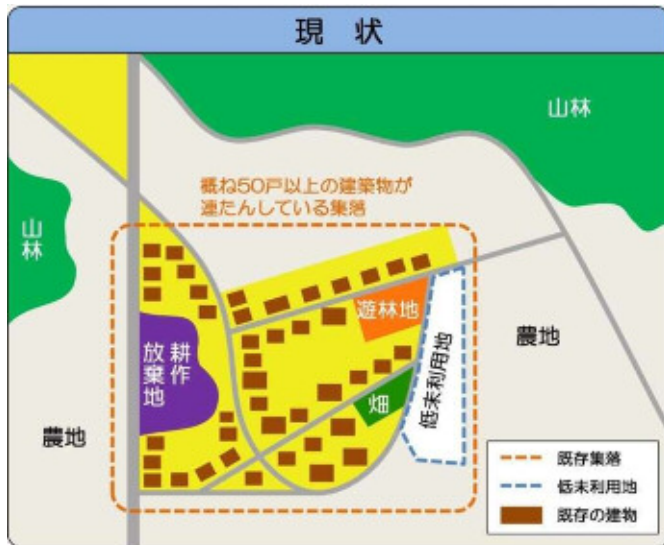 現 状
山林
概ね50戸以上の建築物が
連たんしている集落
山林
遊林地
耕作
放棄地
低未利用地
農地
畑
農地
既存集落
低未利用地
既存の建物